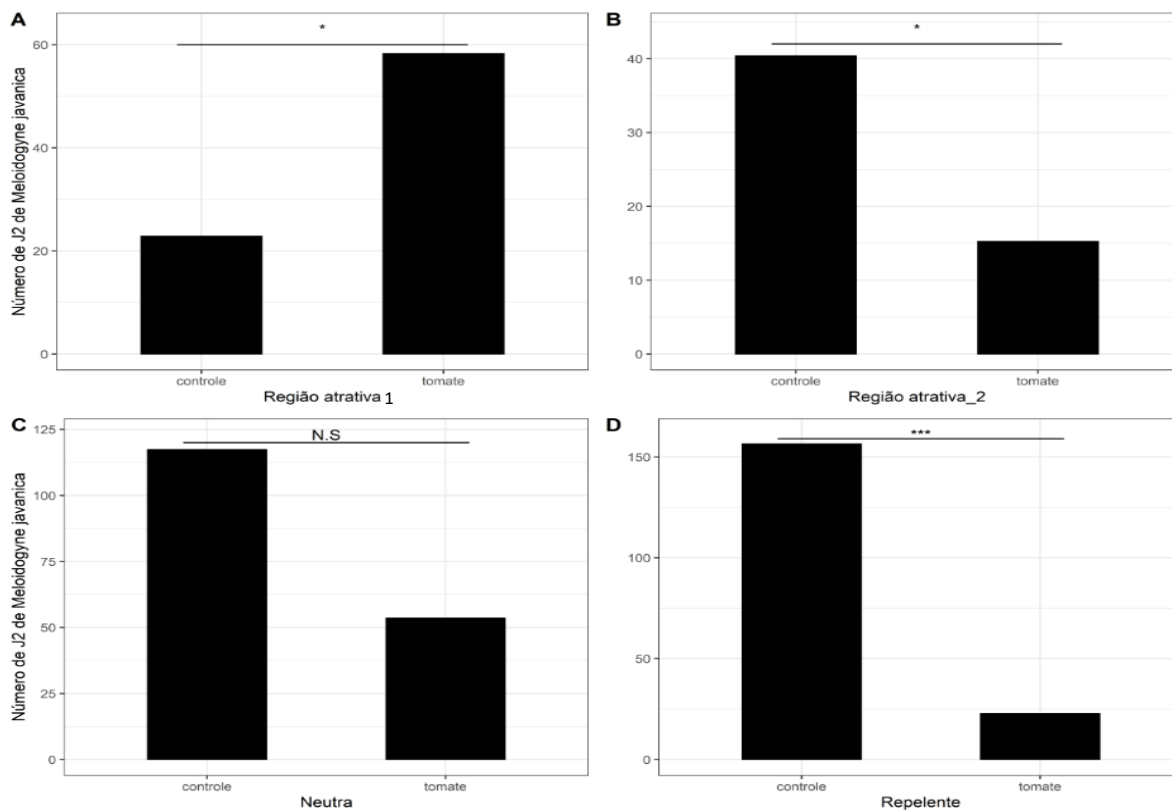 A
*
Número de J2 de Meloidogyne javanica
60
40
20
0
controle
tomate
Região atrativa 1
B
*
40
30
20
10
0
controle
tomate
Região atrativa_2
C
N.S
Número de J2 de Meloidogyne javanica
125
100
75
50
25
0
controle
tomate
Neutra
D
***
150
100
50
0
controle
tomate
Repelente